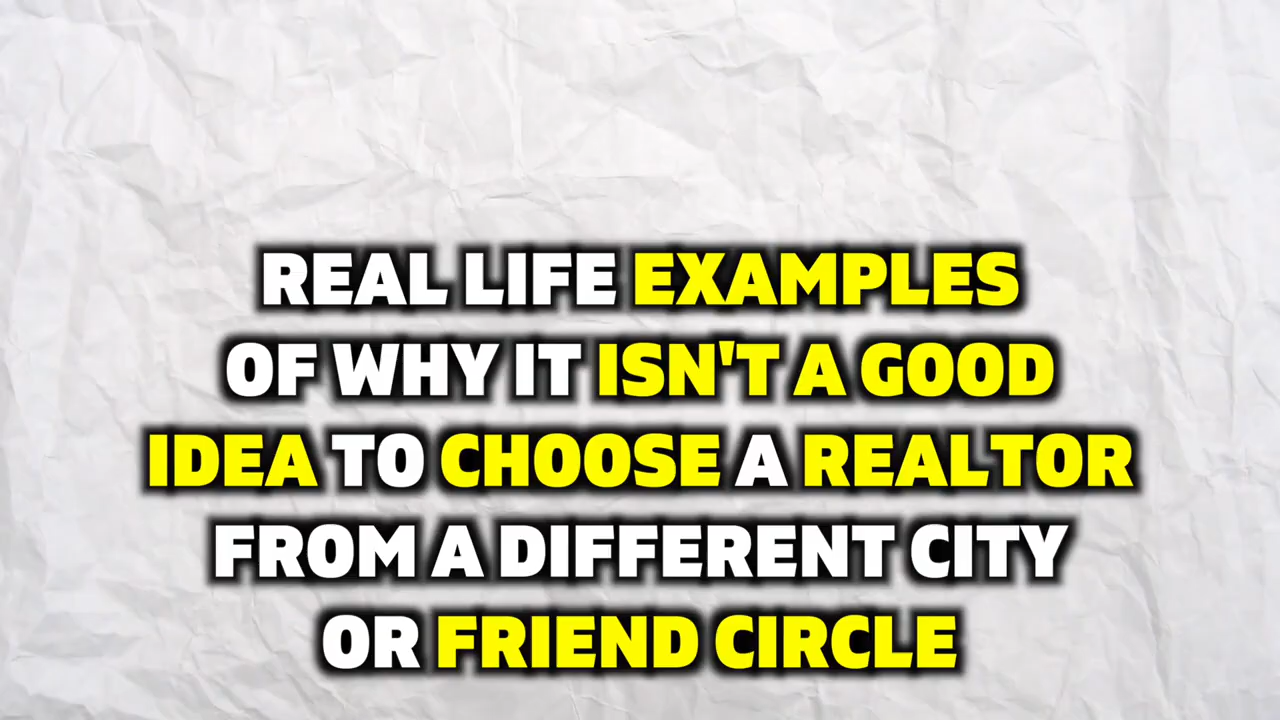 REAL LIFE EXAMPLES
OF WHY IT ISN'T A GOOD
IDEA TO CHOOSE A REALTOR
FROM A DIFFERENT CITY
OR FRIEND CIRCLE